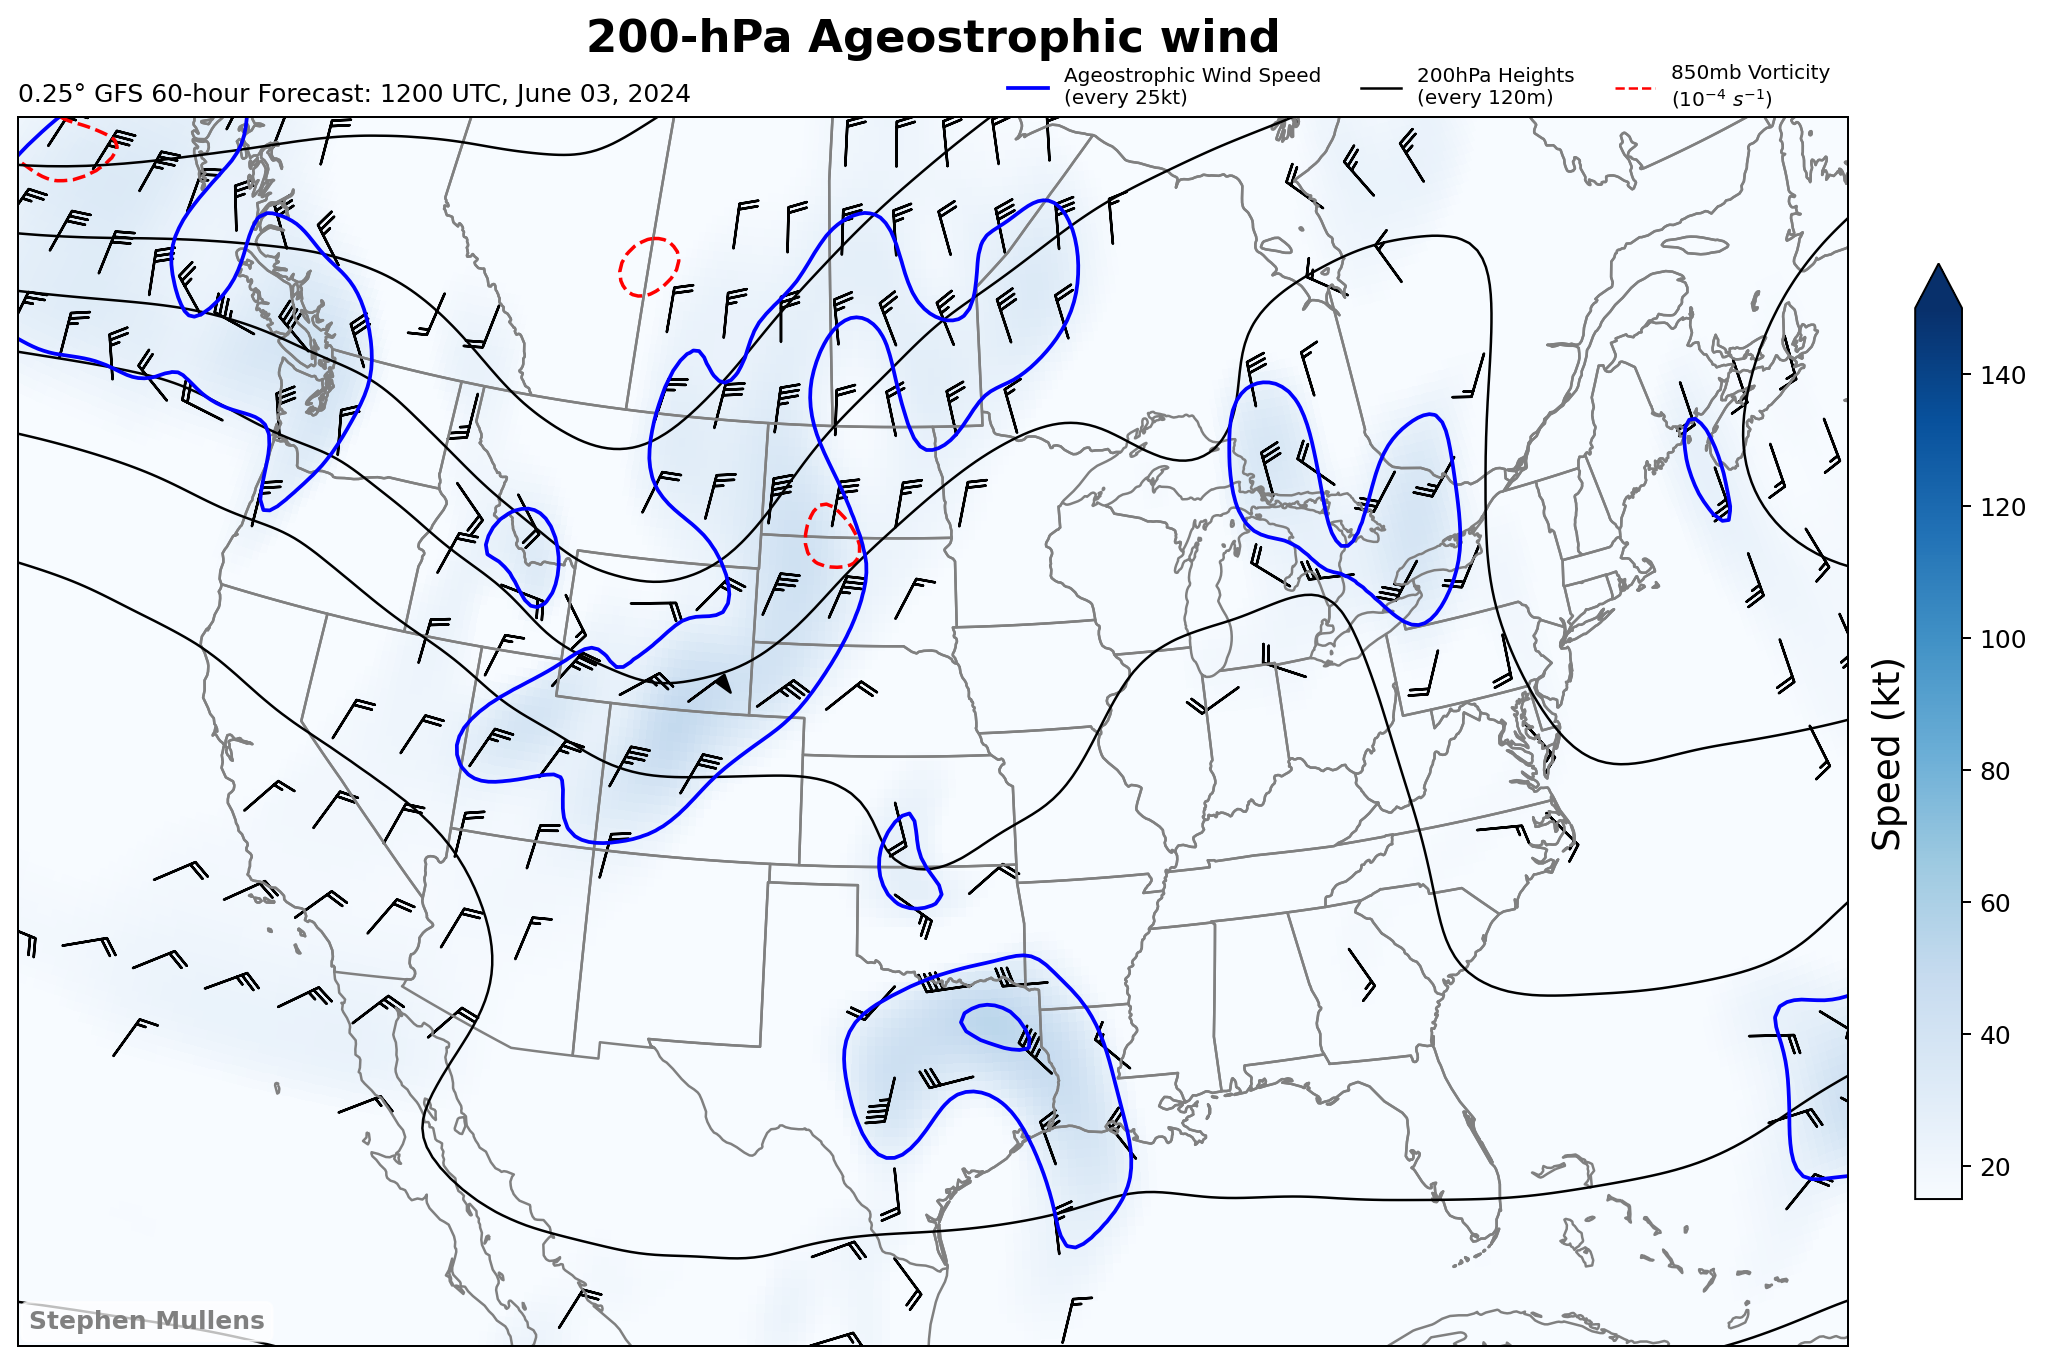 200-hPa Ageostrophic wind
0.25° GFS 60-hour Forecast: 1200 UTC, June 03, 2024
Ageostrophic Wind Speed
(every 25kt)
200hPa Heights
(every 120m)
850mb Vorticity
(10⁻⁴ s⁻¹)
140
120
100
80
60
40
20
Speed (kt)
Stephen Mullens